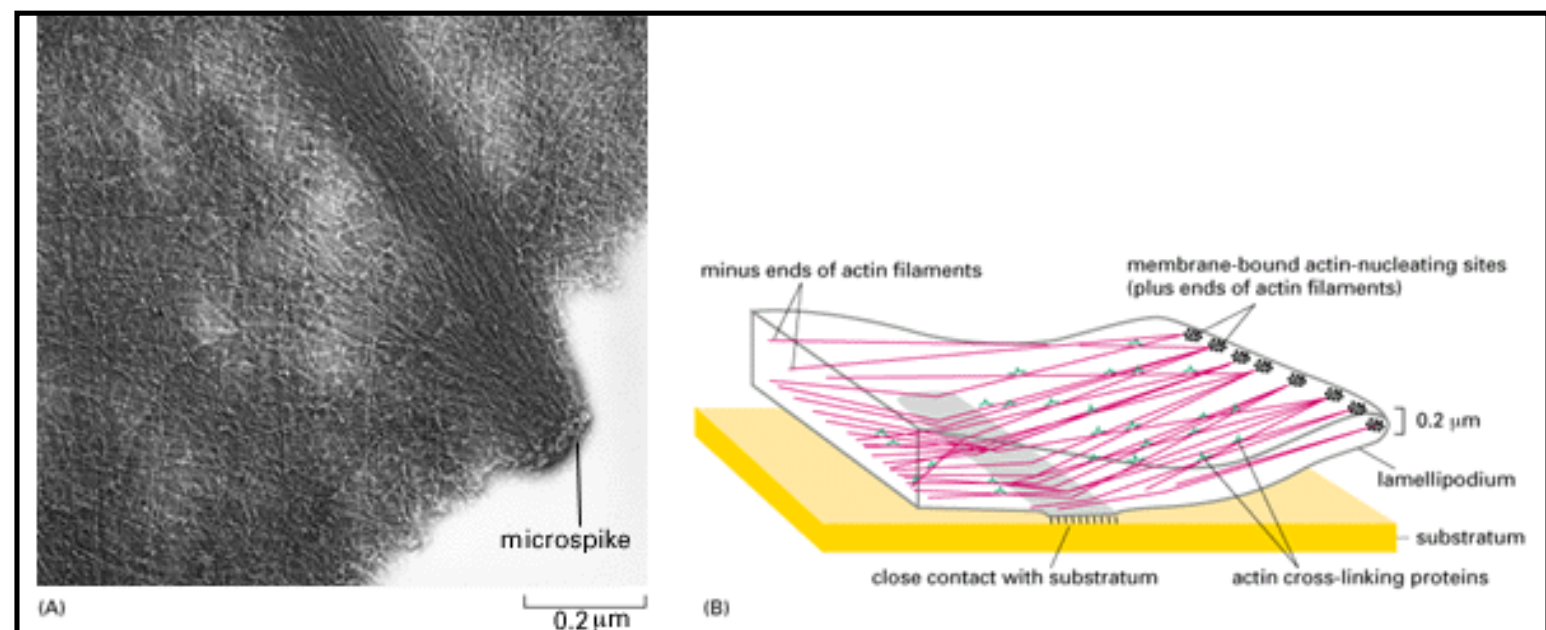 microspike
(A)
0.2 μm
minus ends of actin filaments
membrane-bound actin-nucleating sites
(plus ends of actin filaments)
0.2 μm
lamellipodium
substratum
close contact with substratum
actin cross-linking proteins
(B)